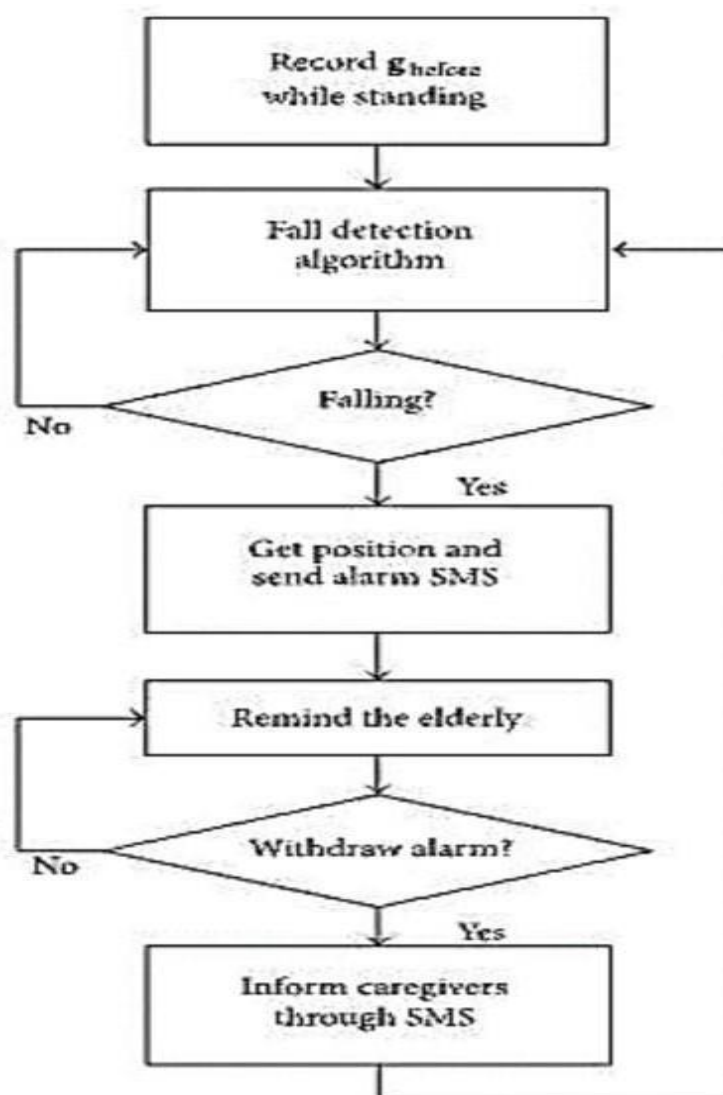 Record g before
while standing
Fall detection
algorithm
Falling?
No
Yes
Get position and
send alarm SMS
Remind the elderly
Withdraw alarm?
No
Yes
Inform caregivers
through SMS